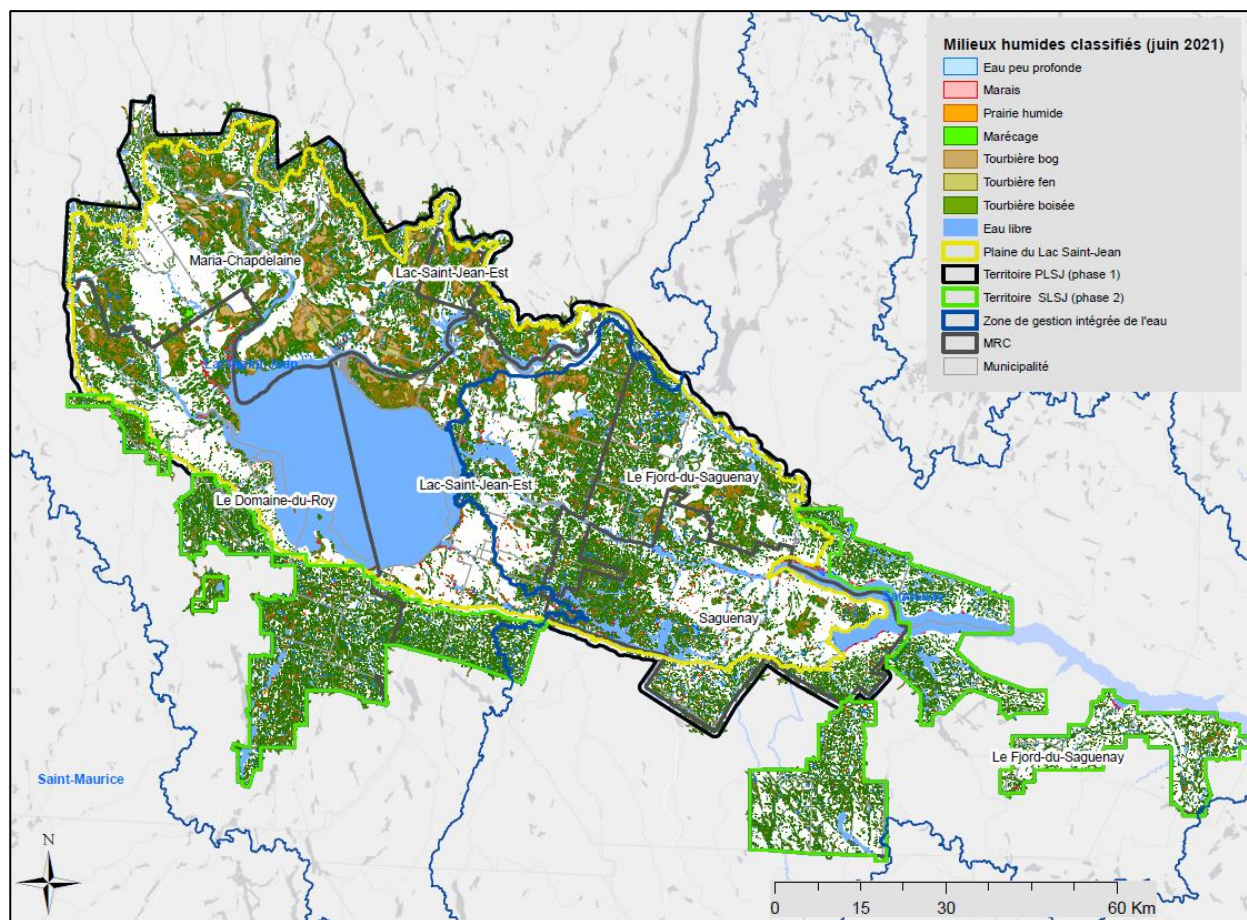 Milieux humides classifiés (juin 2021)
Eau peu profonde
Marais
Prairie humide
Marécage
Tourbière bog
Tourbière fen
Tourbière boisée
Eau libre
Plaine du Lac Saint-Jean
Territoire PLSJ (phase 1)
Territoire SLSJ (phase 2)
Zone de gestion intégrée de l'eau
MRC
Municipalité
Maria-Chapdelaine
Lac-Saint-Jean-Est
Le Fjord-du-Saguenay
Lac-Saint-Jean-Est
Le Domaine-du-Roy
Saguenay
Saguenay
Le Fjord-du-Saguenay
Saint-Maurice
N
0 15 30 60 Km